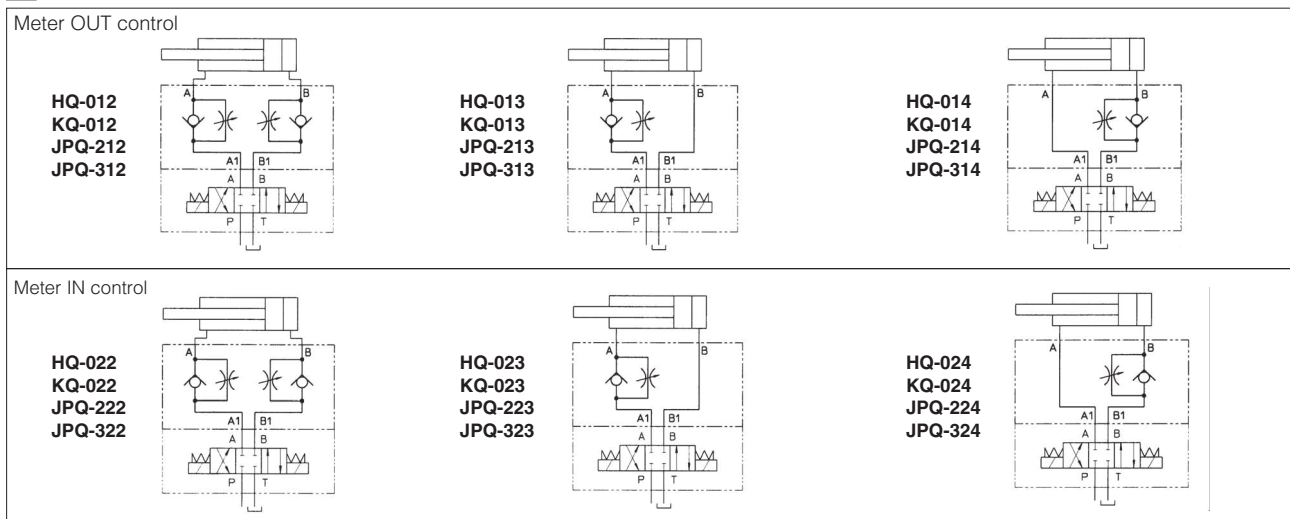 Meter OUT control
HQ-012
KQ-012
JPQ-212
JPQ-312
A B
A1 B1
A B
P T
HQ-013
KQ-013
JPQ-213
JPQ-313
A B
A1 B1
A B
P T
HQ-014
KQ-014
JPQ-214
JPQ-314
A B
A1 B1
A B
P T
Meter IN control
HQ-022
KQ-022
JPQ-222
JPQ-322
A B
A1 B1
A B
P T
HQ-023
KQ-023
JPQ-223
JPQ-323
A B
A1 B1
A B
P T
HQ-024
KQ-024
JPQ-224
JPQ-324
A B
A1 B1
A B
P T